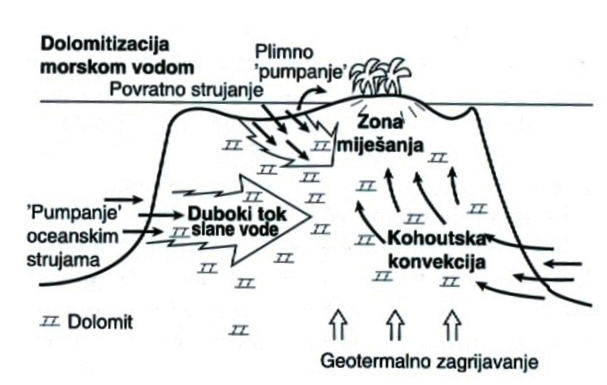 Dolomitizacija
morskom vodom
Plimno
'pumpanje'
Povratno strujanje
Zona
miješanja
'Pumpanje'
oceanskim
strujama
Duboki tok
slane vode
Kohoutska
konvekcija
Dolomit
Geotermalno zagrijavanje